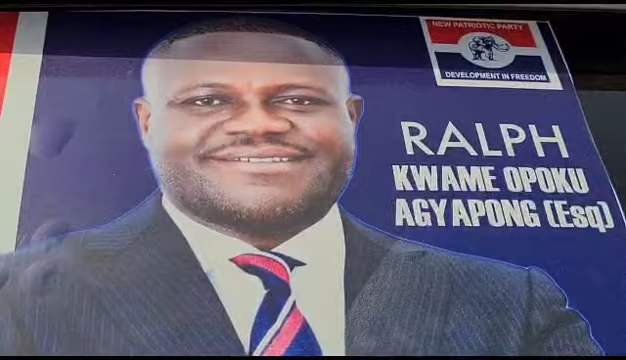 NEW PATRIOTIC PARTY
DEVELOPMENT IN FREEDOM
RALPH
KWAME OPOKU
AGYAPONG (Esq)